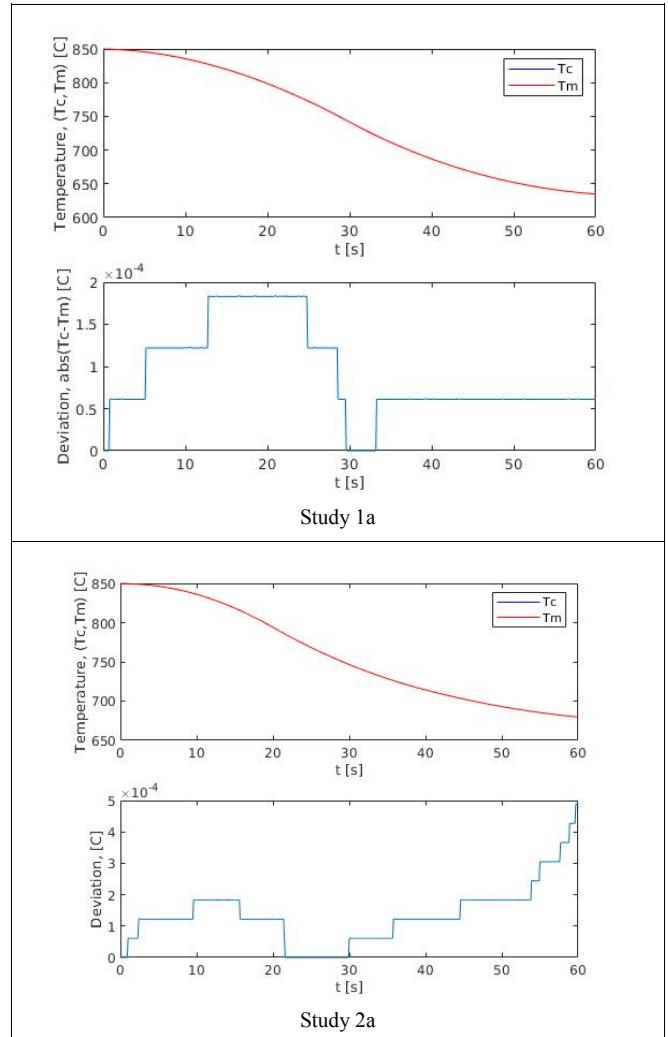 850
800
750
700
650
600
Temperature, (Tc,Tm) [C]
Tc
Tm
0 10 20 30 40 50 60
t [s]
×10-4
2
1.5
1
0.5
0
Deviation, abs(Tc-Tm) [C]
0 10 20 30 40 50 60
t [s]
Study 1a
850
800
750
700
650
Temperature, (Tc,Tm) [C]
Tc
Tm
0 10 20 30 40 50 60
t [s]
×10-4
5
4
3
2
1
0
Deviation, [C]
0 10 20 30 40 50 60
t [s]
Study 2a